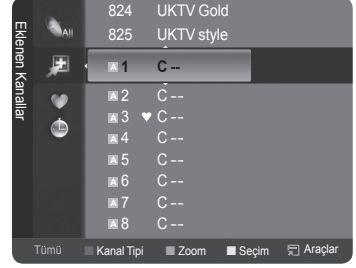 Eklenen Kanallar
All
824 UKTV Gold
825 UKTV style
A 1 C --
A 2 C --
A 3 ♥ C --
A 4 C --
A 5 C --
A 6 C --
A 7 C --
A 8 C --
Tümü Kanal Tipi Zoom Seçim Araçlar